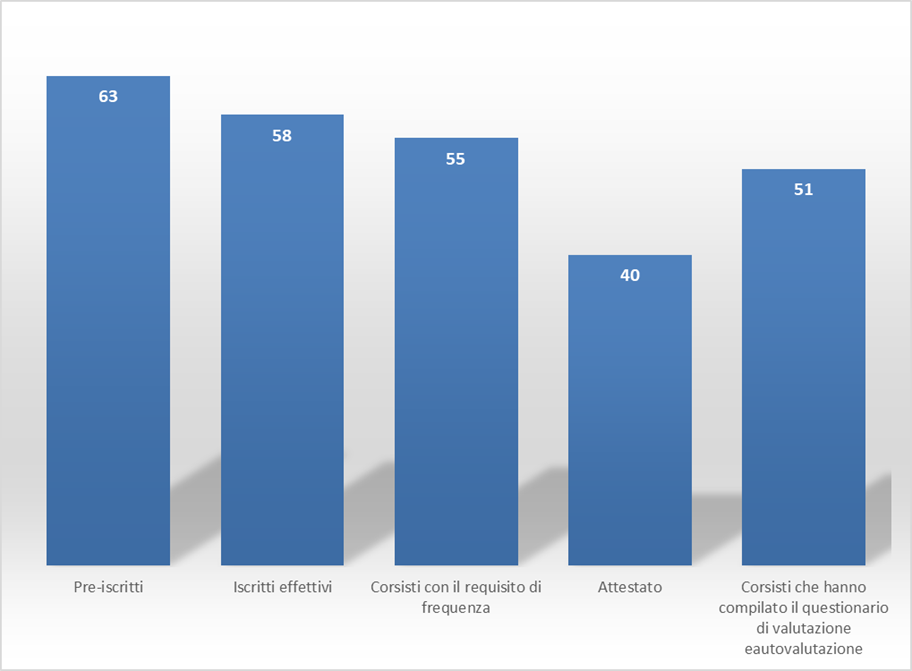 63
58
55
40
51
Pre-iscritti
Iscritti effettivi
Corsisti con il requisito di
frequenza
Attestato
Corsisti che hanno
compilato il questionario
di valutazione
eautovalutazione